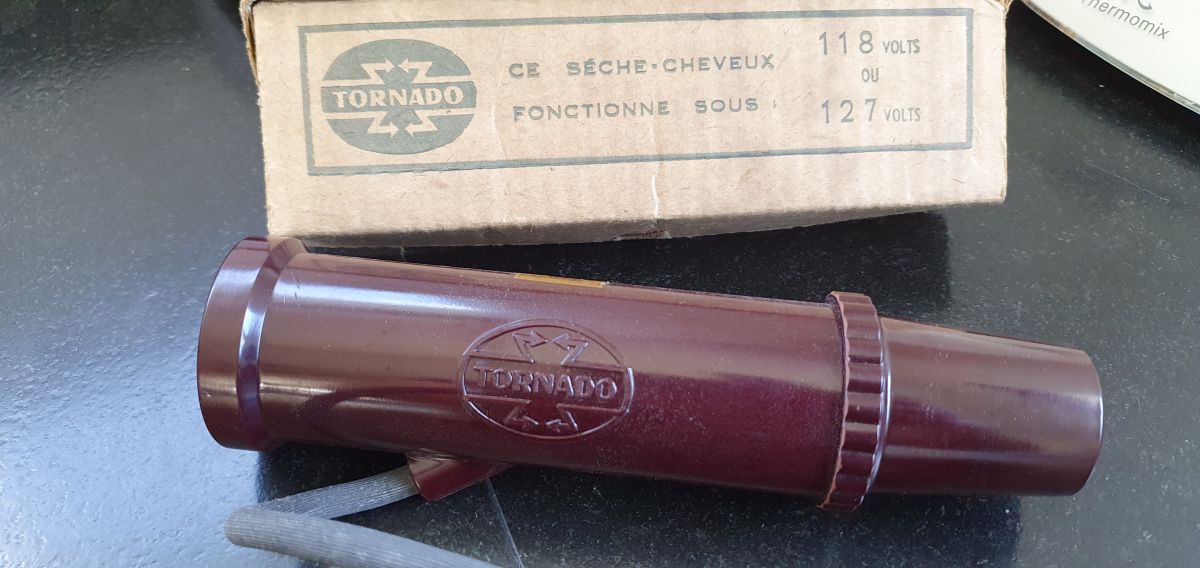 TORNADO
CE SÉCHE-CHEVEUX
FONCTIONNE SOUS :
118 VOLTS
OU
127 VOLTS
Thermomix
TORNADO